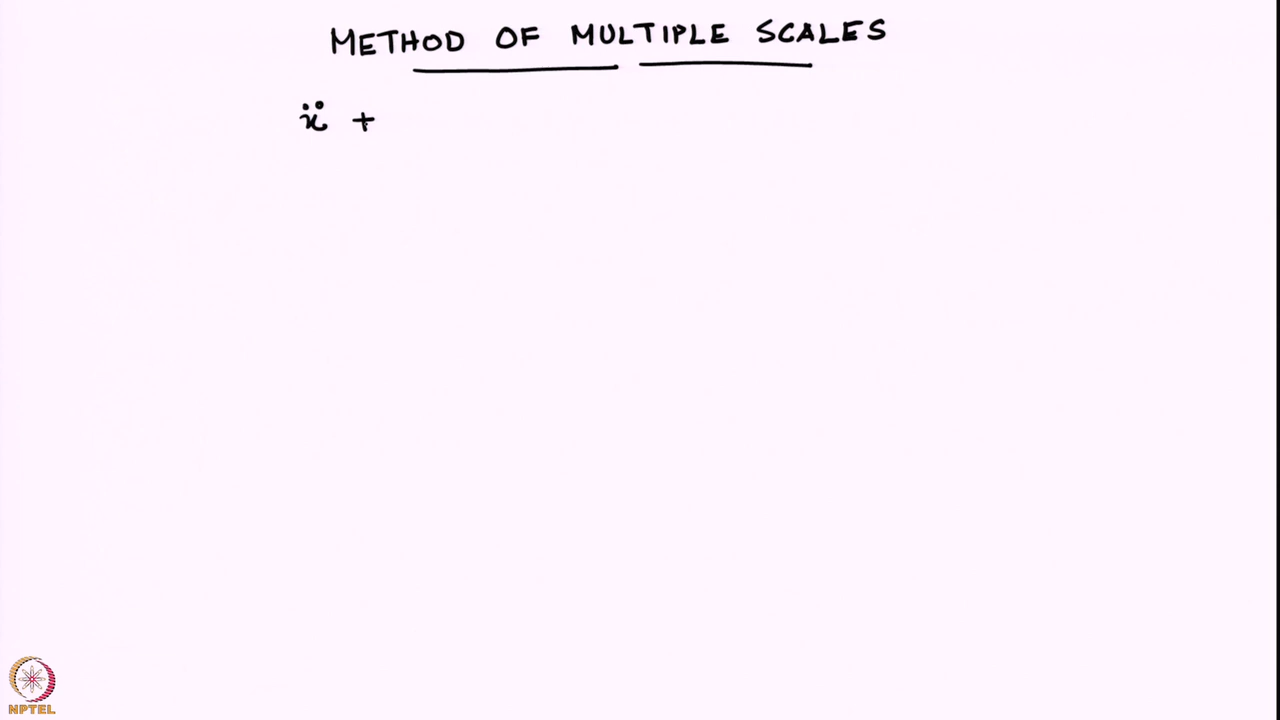 METHOD OF MULTIPLE SCALES
ẍ +
NPTEL